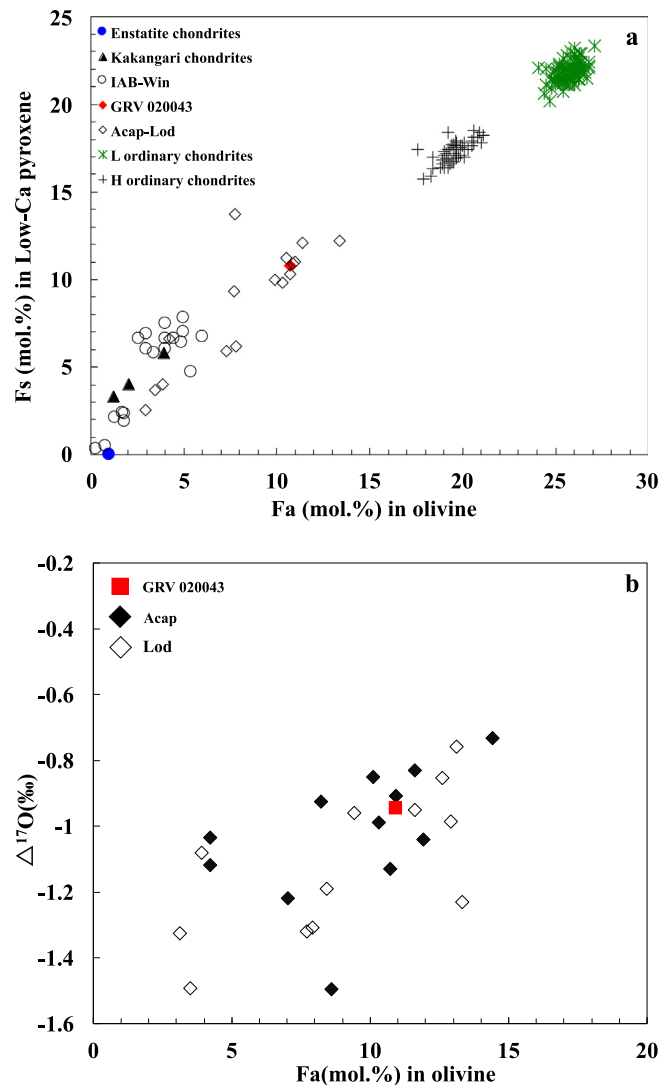 a
Enstatite chondrites
Kakangari chondrites
IAB-Win
GRV 020043
Acap-Lod
L ordinary chondrites
H ordinary chondrites
25
20
15
10
5
0
Fs (mol.%) in Low-Ca pyroxene
0 5 10 15 20 25 30
Fa (mol.%) in olivine
b
GRV 020043
Acap
Lod
-0.2
-0.4
-0.6
-0.8
-1
-1.2
-1.4
-1.6
△¹⁷O(‰)
0 5 10 15 20
Fa(mol.%) in olivine